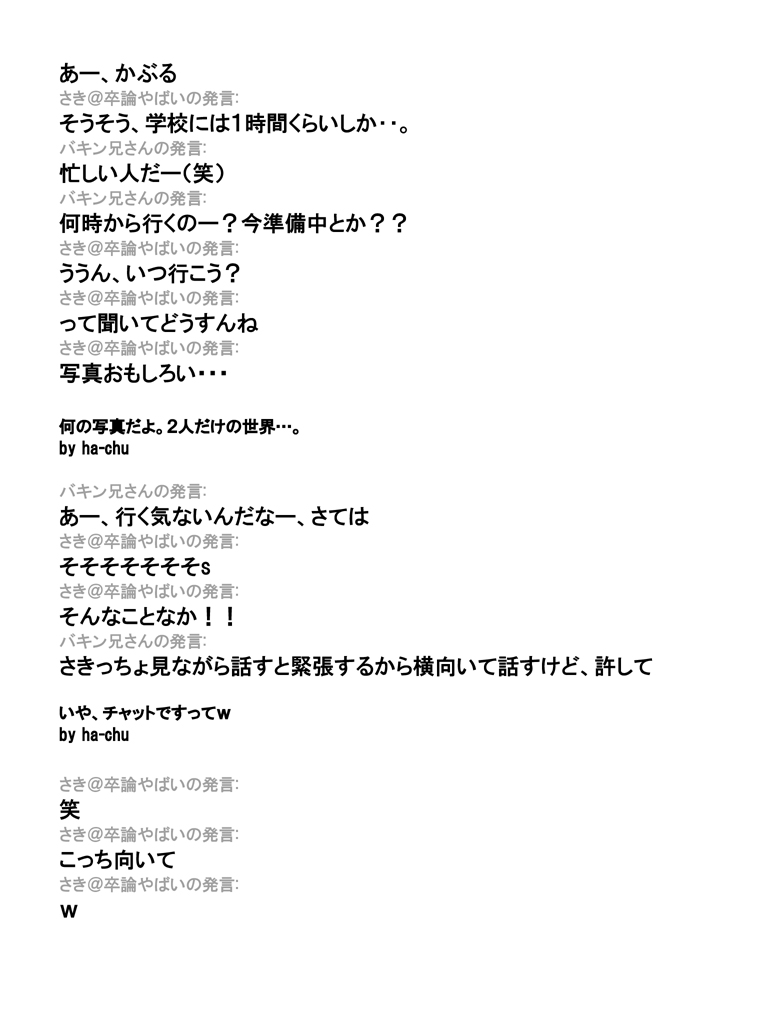 あー、かぶる
さき＠卒論やばいの発言:
そうそう、学校には１時間くらいしか・・。
バキン兄さんの発言:
忙しい人だー（笑）
バキン兄さんの発言:
何時から行くのー？今準備中とか？？
さき＠卒論やばいの発言:
ううん、いつ行こう？
さき＠卒論やばいの発言:
って聞いてどうすんね
さき＠卒論やばいの発言:
写真おもしろい・・・
何の写真だよ。２人だけの世界…。
by ha-chu
バキン兄さんの発言:
あー、行く気ないんだなー、さては
さき＠卒論やばいの発言:
そそそそそそそs
さき＠卒論やばいの発言:
そんなことなか！！
バキン兄さんの発言:
さきっちょ見ながら話すと緊張するから横向いて話すけど、許して
いや、チャットですってｗ
by ha-chu
さき＠卒論やばいの発言:
笑
さき＠卒論やばいの発言:
こっち向いて
さき＠卒論やばいの発言:
ｗ